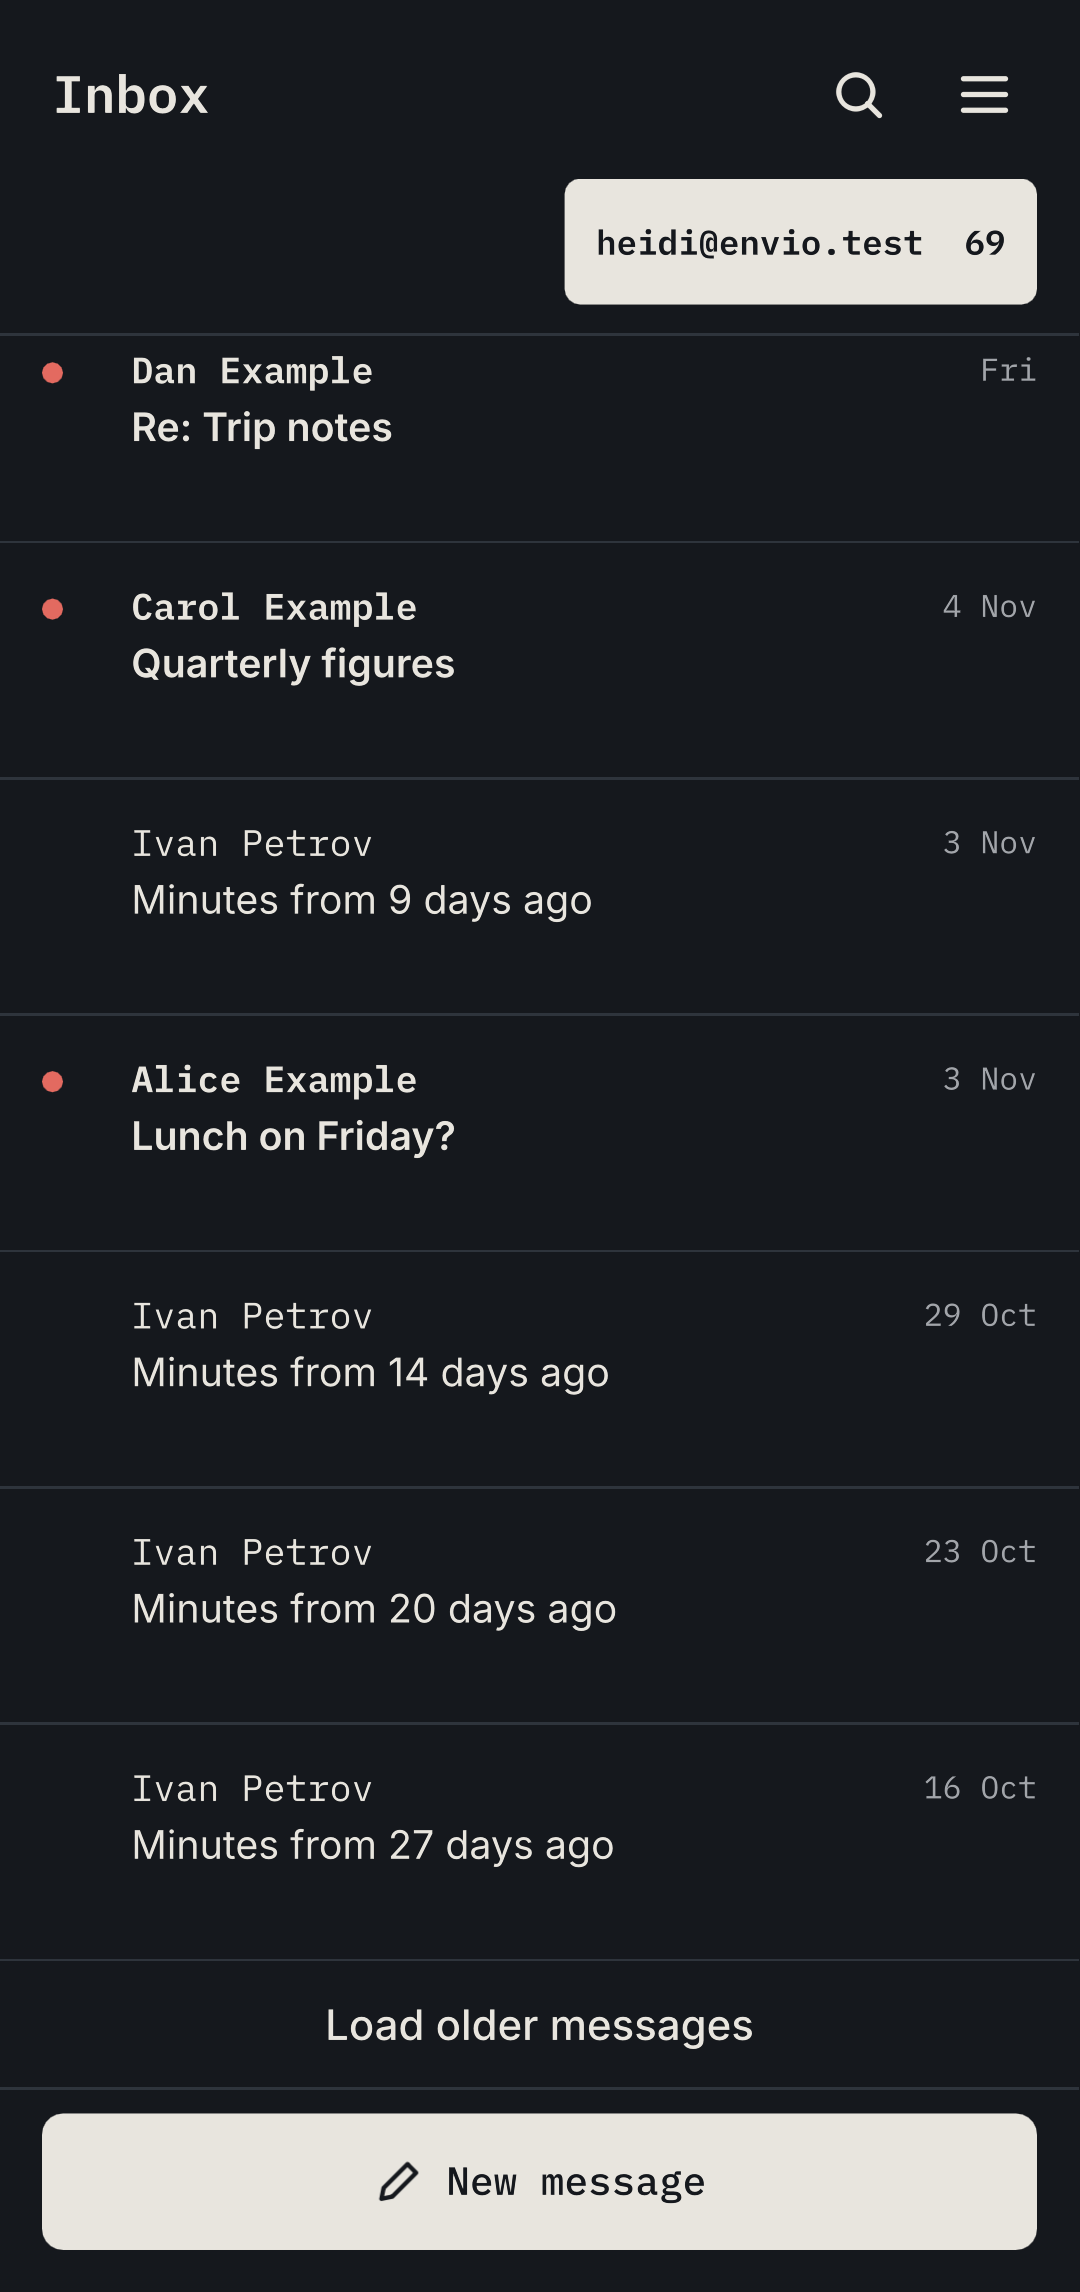 Inbox
heidi@envio.test 69
Dan Example Fri
Re: Trip notes
Carol Example 4 Nov
Quarterly figures
Ivan Petrov 3 Nov
Minutes from 9 days ago
Alice Example 3 Nov
Lunch on Friday?
Ivan Petrov 29 Oct
Minutes from 14 days ago
Ivan Petrov 23 Oct
Minutes from 20 days ago
Ivan Petrov 16 Oct
Minutes from 27 days ago
Load older messages
New message